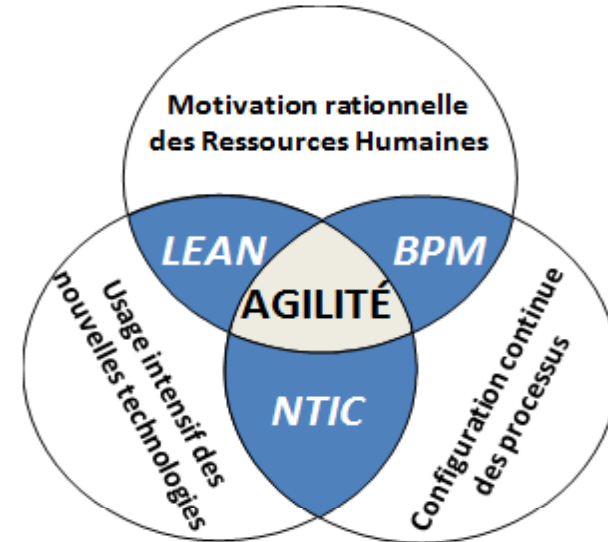 Motivation rationnelle
des Ressources Humaines
LEAN
BPM
AGILITÉ
NTIC
Usage intensif des
nouvelles technologies
Configuration continue
des processus